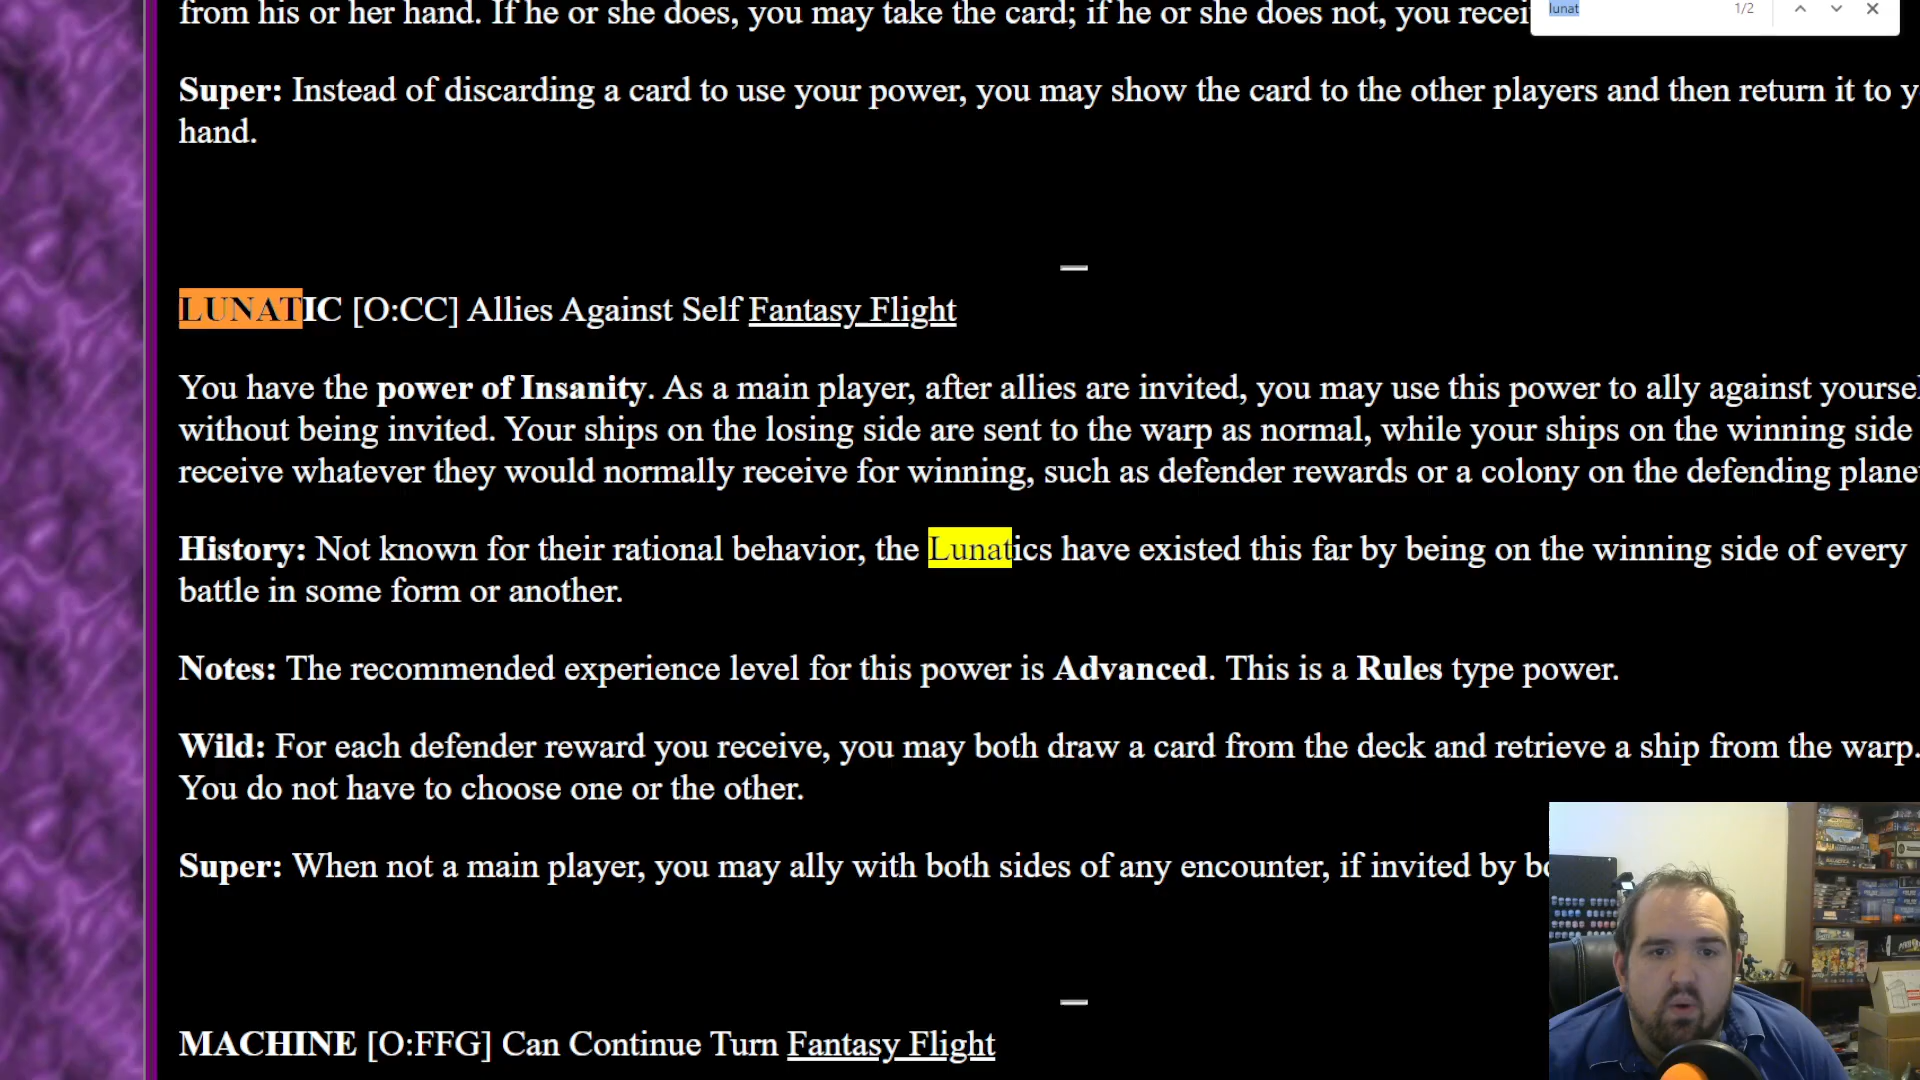 from his or her hand. If he or she does, you may take the card; if he or she does not, you recei
lunat
1/2
Super: Instead of discarding a card to use your power, you may show the card to the other players and then return it to y
hand.
LUNATIC [O:CC] Allies Against Self Fantasy Flight
You have the power of Insanity. As a main player, after allies are invited, you may use this power to ally against yoursel
without being invited. Your ships on the losing side are sent to the warp as normal, while your ships on the winning side
receive whatever they would normally receive for winning, such as defender rewards or a colony on the defending plane
History: Not known for their rational behavior, the Lunatics have existed this far by being on the winning side of every
battle in some form or another.
Notes: The recommended experience level for this power is Advanced. This is a Rules type power.
Wild: For each defender reward you receive, you may both draw a card from the deck and retrieve a ship from the warp.
You do not have to choose one or the other.
Super: When not a main player, you may ally with both sides of any encounter, if invited by bo
MACHINE [O:FFG] Can Continue Turn Fantasy Flight